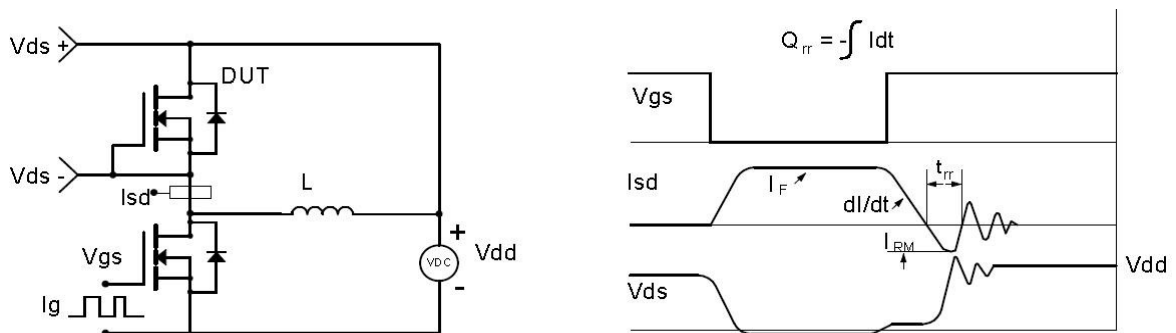 Vds +
DUT
Vds -
Isd
L
Vgs
Ig
+
VDC
-
Vdd
Q rr = -∫ Idt
Vgs
Isd
I F
dI/dt
t rr
I RM
Vds
Vdd